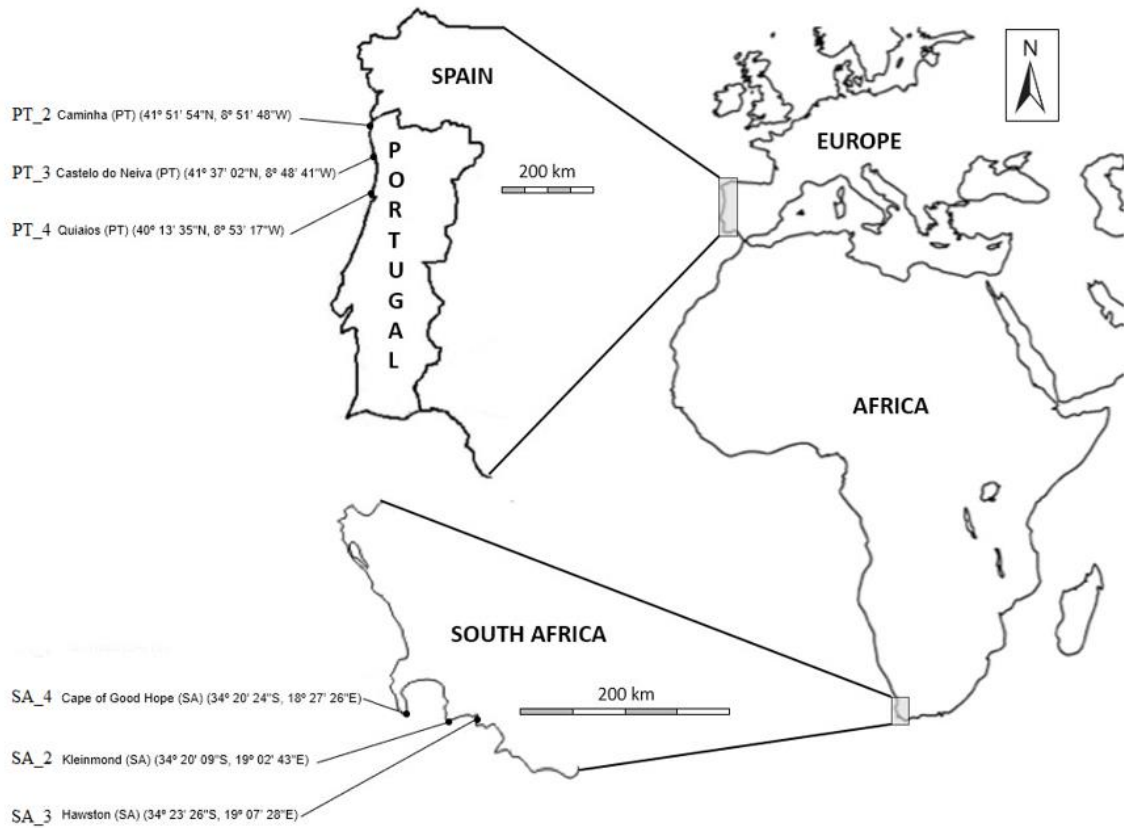 N
SPAIN
EUROPE
PT_2 Caminha (PT) (41º 51' 54"N, 8º 51' 48"W)
PT_3 Castelo do Neiva (PT) (41º 37' 02"N, 8º 48' 41"W)
PT_4 Quiaios (PT) (40º 13' 35"N, 8º 53' 17"W)
PORTUGAL
200 km
AFRICA
SOUTH AFRICA
200 km
SA_4 Cape of Good Hope (SA) (34º 20' 24"S, 18º 27' 26"E)
SA_2 Kleinmond (SA) (34º 20' 09"S, 19º 02' 43"E)
SA_3 Hawston (SA) (34º 23' 26"S, 19º 07' 28"E)